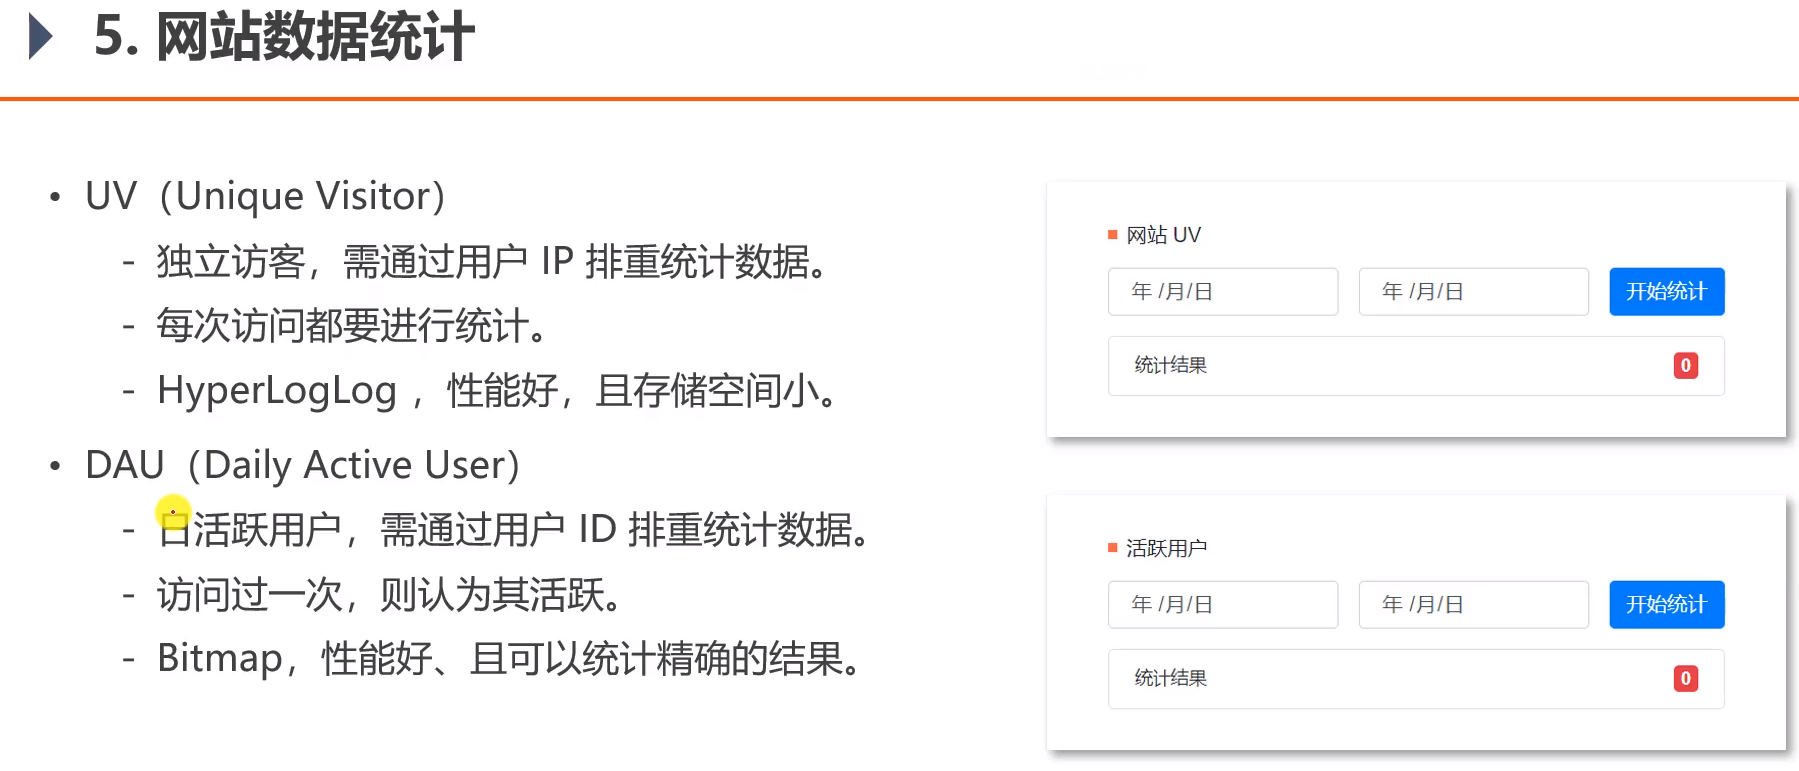 5. 网站数据统计
• UV（Unique Visitor）
- 独立访客，需通过用户 IP 排重统计数据。
- 每次访问都要进行统计。
- HyperLogLog ，性能好，且存储空间小。
• DAU（Daily Active User）
- 日活跃用户，需通过用户 ID 排重统计数据。
- 访问过一次，则认为其活跃。
- Bitmap，性能好、且可以统计精确的结果。
网站 UV
年 /月/日 年 /月/日 开始统计
统计结果 0
活跃用户
年 /月/日 年 /月/日 开始统计
统计结果 0